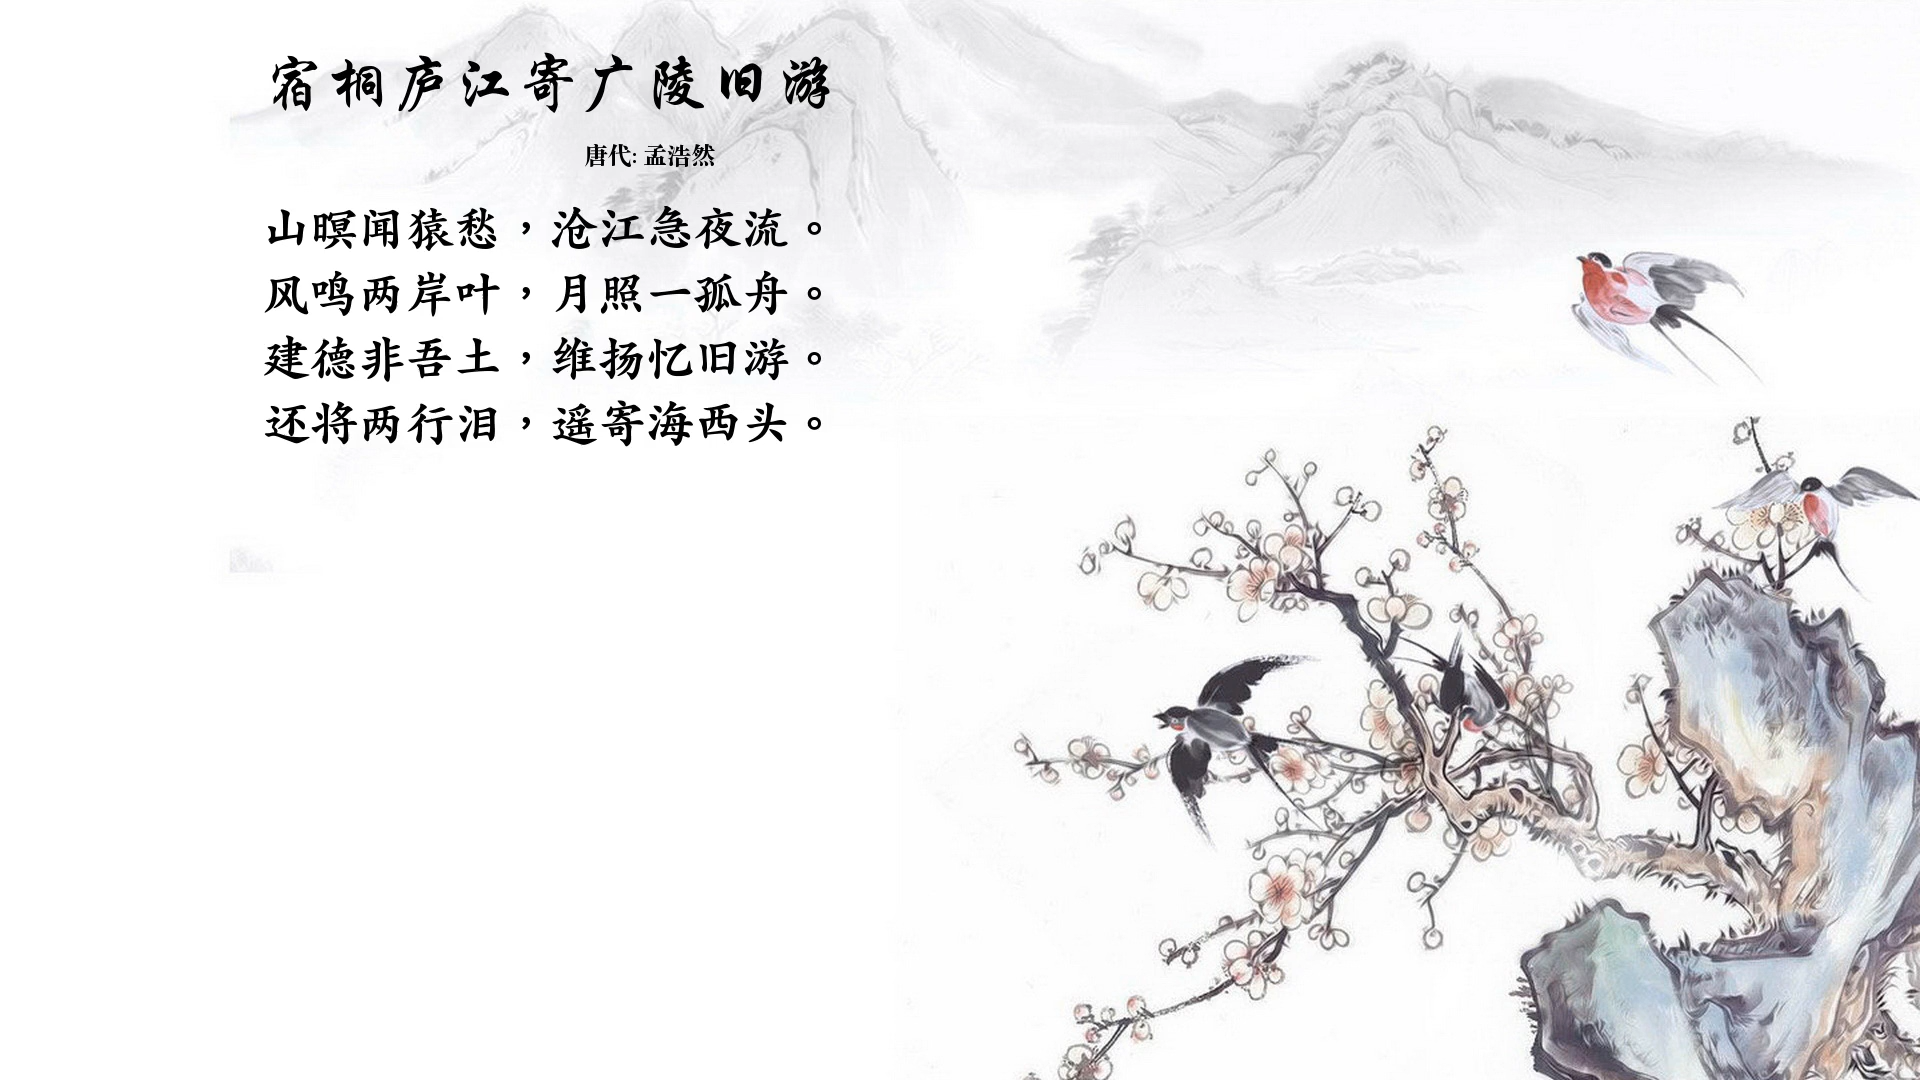 宿桐庐江寄广陵旧游
唐代: 孟浩然
山暝闻猿愁，沧江急夜流。
风鸣两岸叶，月照一孤舟。
建德非吾土，维扬忆旧游。
还将两行泪，遥寄海西头。